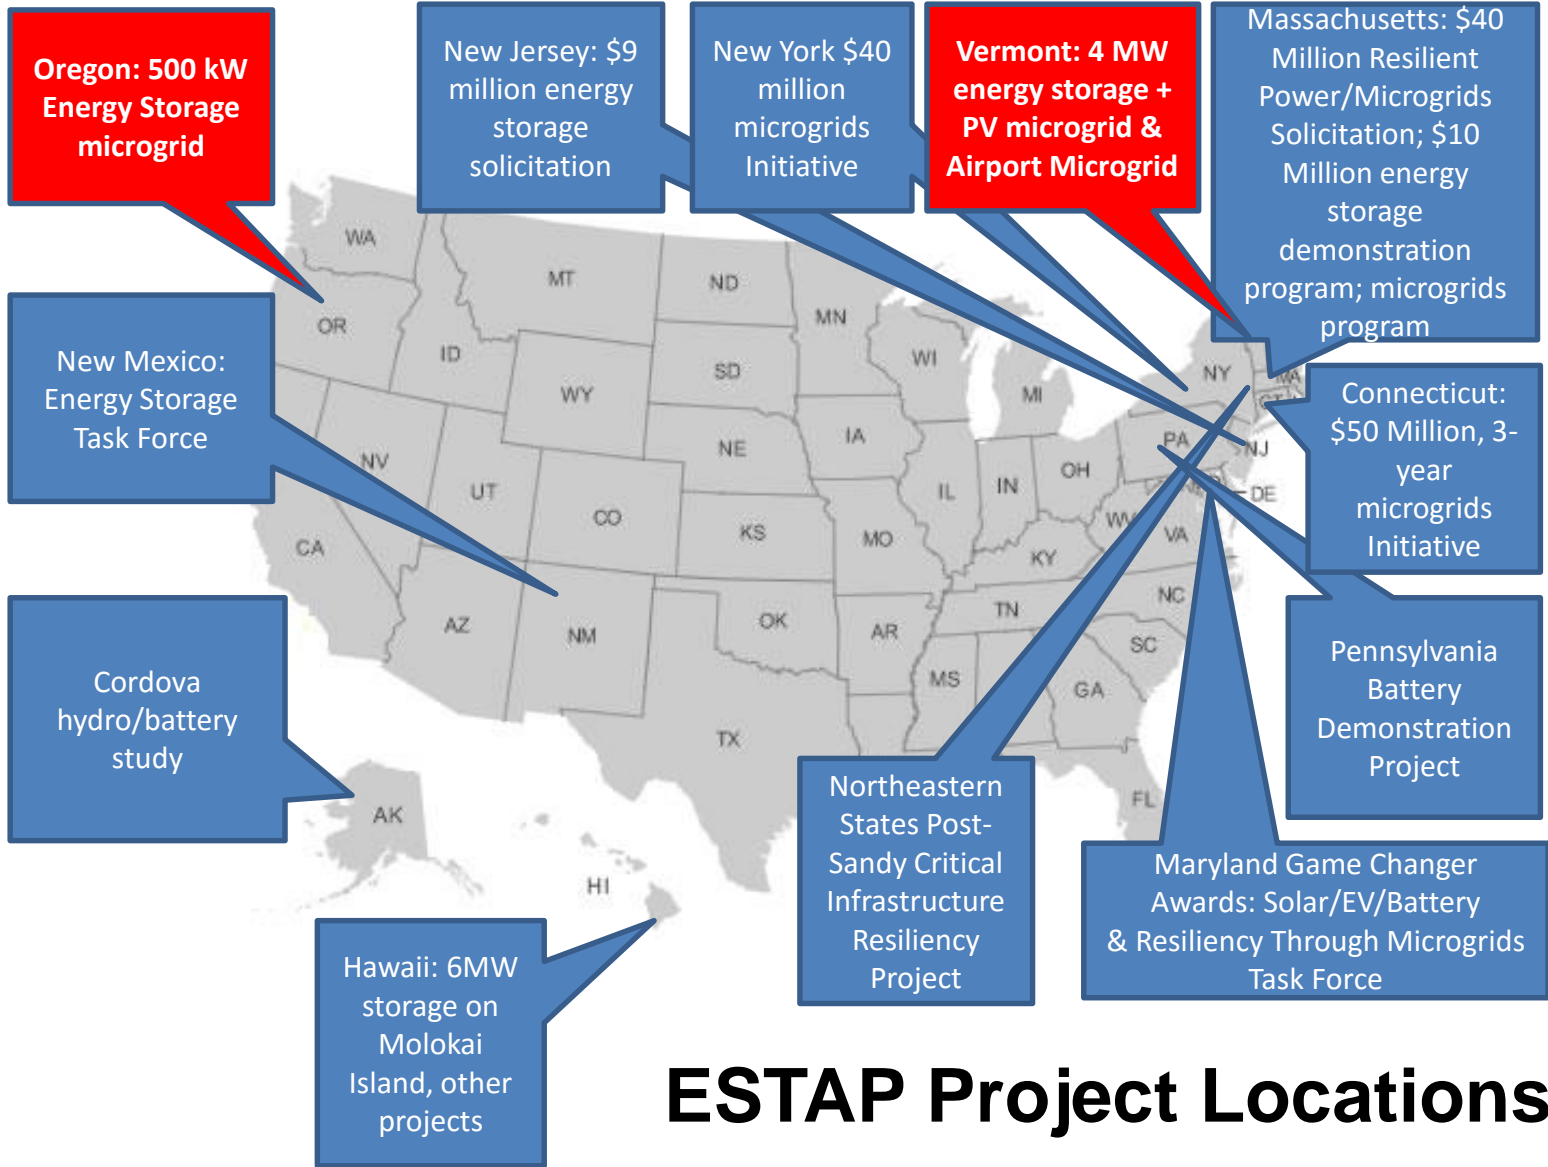 Oregon: 500 kW
Energy Storage
microgrid
New Jersey: $9
million energy
storage
solicitation
New York $40
million
microgrids
Initiative
Vermont: 4 MW
energy storage +
PV microgrid &
Airport Microgrid
Massachusetts: $40
Million Resilient
Power/Microgrids
Solicitation; $10
Million energy
storage
demonstration
program; microgrids
program
New Mexico:
Energy Storage
Task Force
Connecticut:
$50 Million, 3-
year
microgrids
Initiative
Cordova
hydro/battery
study
Pennsylvania
Battery
Demonstration
Project
Northeastern
States Post-
Sandy Critical
Infrastructure
Resiliency
Project
Maryland Game Changer
Awards: Solar/EV/Battery
& Resiliency Through Microgrids
Task Force
Hawaii: 6MW
storage on
Molokai
Island, other
projects
WA
MT
ND
MN
OR
ID
SD
WI
NY
MA
WY
MI
CT
IA
NE
PA
NJ
NV
UT
IL
IN
OH
DE
CO
KS
MO
WV
VA
CA
KY
NC
AZ
NM
OK
AR
TN
SC
MS
GA
TX
FL
AK
HI
ESTAP Project Locations